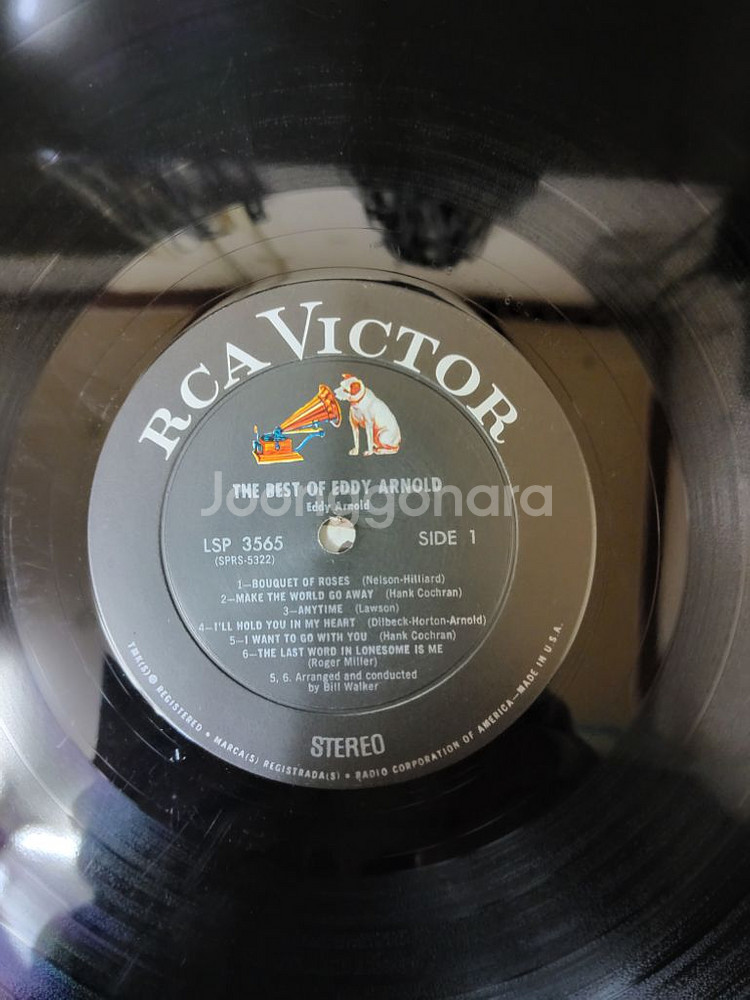 RCA VICTOR
THE BEST OF EDDY ARNOLD
Joonggonara
Eddy Arnold
LSP 3565
(SPRS-5322)
SIDE 1
1—BOUQUET OF ROSES (Nelson-Hilliard)
2—MAKE THE WORLD GO AWAY (Hank Cochran)
3—ANYTIME (Lawson)
4—I'LL HOLD YOU IN MY HEART (Dilbeck-Horton-Arnold)
5—I WANT TO GO WITH YOU (Hank Cochran)
6—THE LAST WORD IN LONESOME IS ME
(Roger Miller)
5, 6. Arranged and conducted
by Bill Walker
STEREO
TMK(S) ® REGISTERED • MARCA(S) REGISTRADA(S) • RADIO CORPORATION OF AMERICA—MADE IN U.S.A.